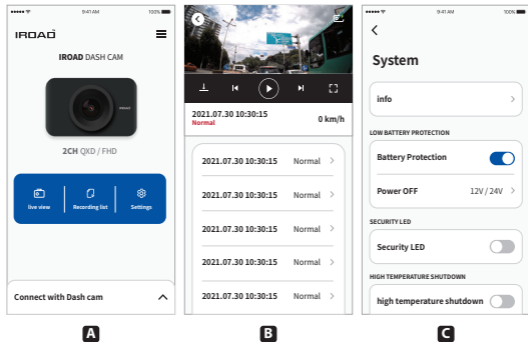 9:41 AM
100%
IROAD
IROAD DASH CAM
IROAD
2CH QXD / FHD
live view
Recording list
Settings
Connect with Dash cam
A
2021.07.30 10:30:15
Normal
0 km/h
2021.07.30 10:30:15 Normal
2021.07.30 10:30:15 Normal
2021.07.30 10:30:15 Normal
2021.07.30 10:30:15 Normal
2021.07.30 10:30:15 Normal
B
9:41 AM
100%
System
info
LOW BATTERY PROTECTION
Battery Protection
Power OFF 12V / 24V
SECURITY LED
Security LED
HIGH TEMPERATURE SHUTDOWN
high temperature shutdown
C